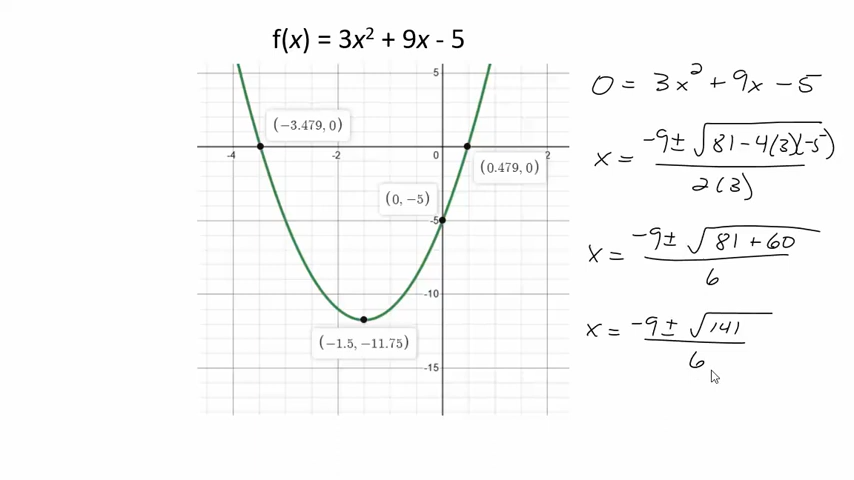 f(x) = 3x² + 9x - 5
5
(−3.479, 0)
-4
-2
0
2
(0.479, 0)
(0, −5)
-5
-10
(−1.5, −11.75)
-15
0 = 3x² + 9x − 5
x = −9 ± √81 − 4(3)(−5) / 2(3)
x = −9 ± √81 + 60 / 6
x = −9 ± √141 / 6